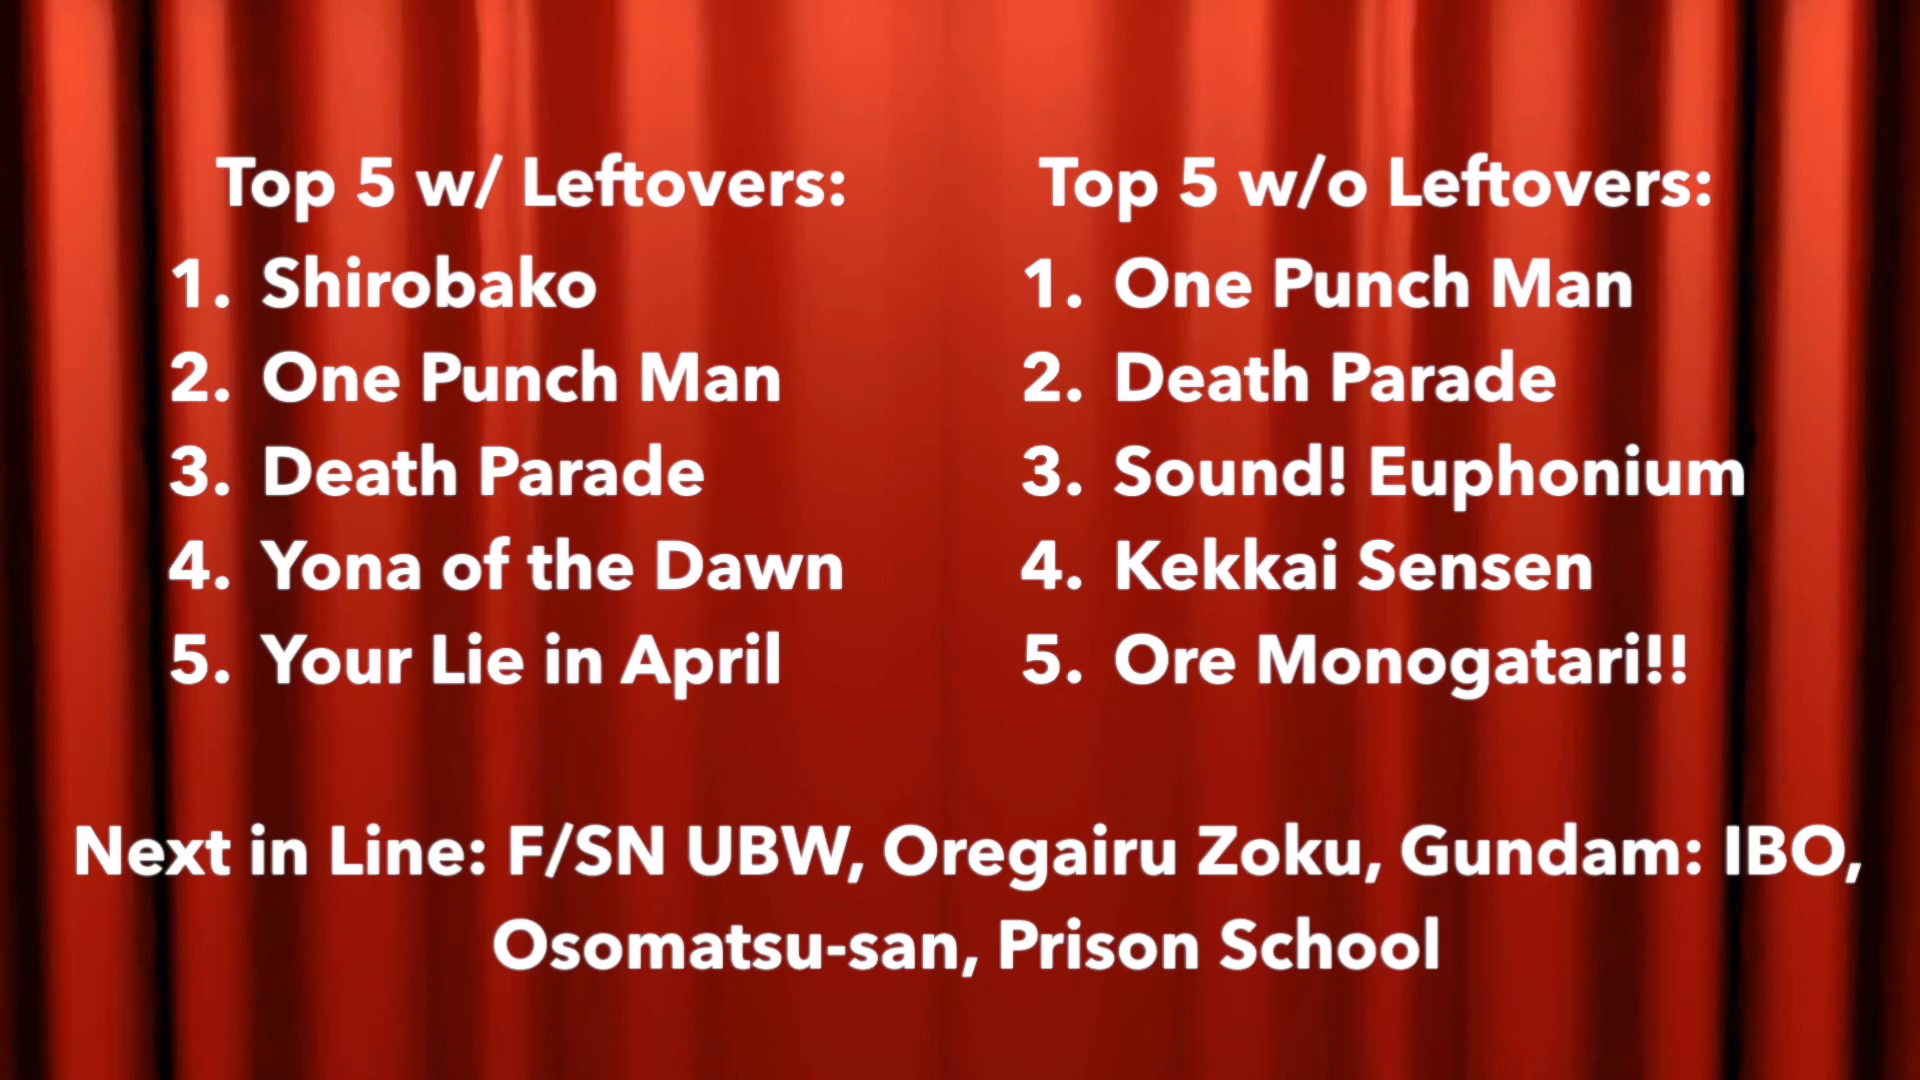 Top 5 w/ Leftovers:
1. Shirobako
2. One Punch Man
3. Death Parade
4. Yona of the Dawn
5. Your Lie in April
Top 5 w/o Leftovers:
1. One Punch Man
2. Death Parade
3. Sound! Euphonium
4. Kekkai Sensen
5. Ore Monogatari!!
Next in Line: F/SN UBW, Oregairu Zoku, Gundam: IBO,
Osomatsu-san, Prison School